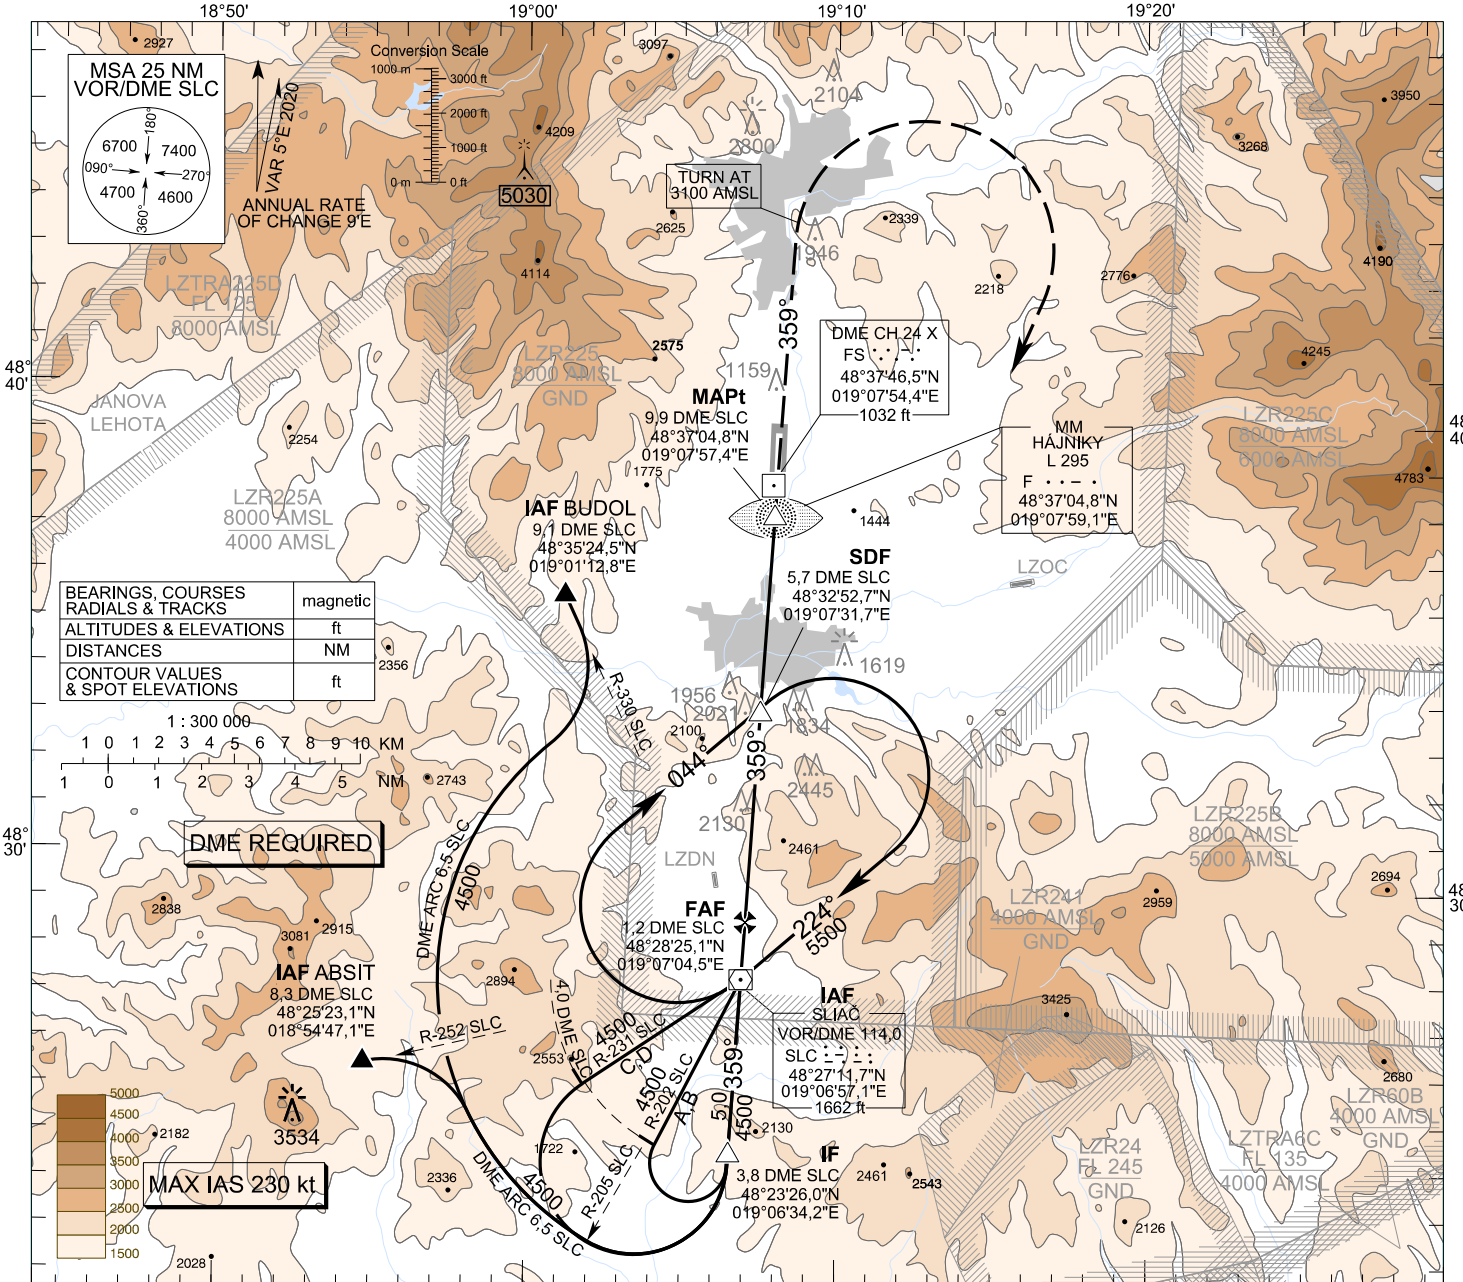 18°50'
19°00'
19°10'
19°20'
2927
MSA 25 NM
VOR/DME SLC
180°
6700
7400
090°
270°
4700
4600
360°
VAR 5°E 2020
ANNUAL RATE
OF CHANGE 9'E
Conversion Scale
1000 m
3000 ft
2000 ft
1000 ft
0 m
0 ft
3097
2104
2800
4209
5030
3950
3268
TURN AT
3100 AMSL
2625
2339
1946
4114
2218
2776
4190
LZTRA225D
FL 125
8000 AMSL
359°
DME CH 24 X
FS
48°37'46,5"N
019°07'54,4"E
1032 ft
2575
LZR225
8000 AMSL
GND
1159
4245
48°
40'
JANOVA
LEHOTA
2254
MAPt
9,9 DME SLC
48°37'04,8"N
019°07'57,4"E
1775
MM
HÁJNIKY
L 295
F
48°37'04,8"N
019°07'59,1"E
LZR225C
8000 AMSL
6000 AMSL
48
40
4783
LZR225A
8000 AMSL
4000 AMSL
IAF BUDOL
9,1 DME SLC
48°35'24,5"N
019°01'12,8"E
1444
SDF
5,7 DME SLC
48°32'52,7"N
019°07'31,7"E
LZOC
BEARINGS, COURSES
RADIALS & TRACKS
magnetic
ALTITUDES & ELEVATIONS
ft
DISTANCES
NM
CONTOUR VALUES
& SPOT ELEVATIONS
ft
2356
1619
R-330 SLC
1956
2021
2100
1834
1 : 300 000
1 0 1 2 3 4 5 6 7 8 9 10 KM
1 0 1 2 3 4 5 NM
2743
044°
359°
2445
2130
DME REQUIRED
48°
30'
DME ARC 6,5 SLC
4500
2461
LZDN
LZR225B
8000 AMSL
5000 AMSL
2694
48
30
2838
2915
3081
FAF
1,2 DME SLC
48°28'25,1"N
019°07'04,5"E
224°
5500
LZR241
4000 AMSL
GND
2959
IAF ABSIT
8,3 DME SLC
48°25'23,1"N
018°54'47,1"E
2894
R-252 SLC
4,0 DME SLC
4500
R-231 SLC
C,D
2553
IAF
SLIAČ
VOR/DME 114,0
SLC
48°27'11,7"N
019°06'57,1"E
1662 ft
3425
2680
5000
4500
4000
3500
3000
2500
2000
1500
3534
2182
4500
R-202 SLC
A,B
5,0 359°
4500
2130
LZR60B
4000 AMSL
GND
MAX IAS 230 kt
1722
2336
4500
DME ARC 6,5 SLC
R-205 SLC
IF
3,8 DME SLC
48°23'26,0"N
019°06'34,2"E
2461
2543
LZR24
FL 245
GND
LZTRA6C
FL 135
4000 AMSL
2126
2028